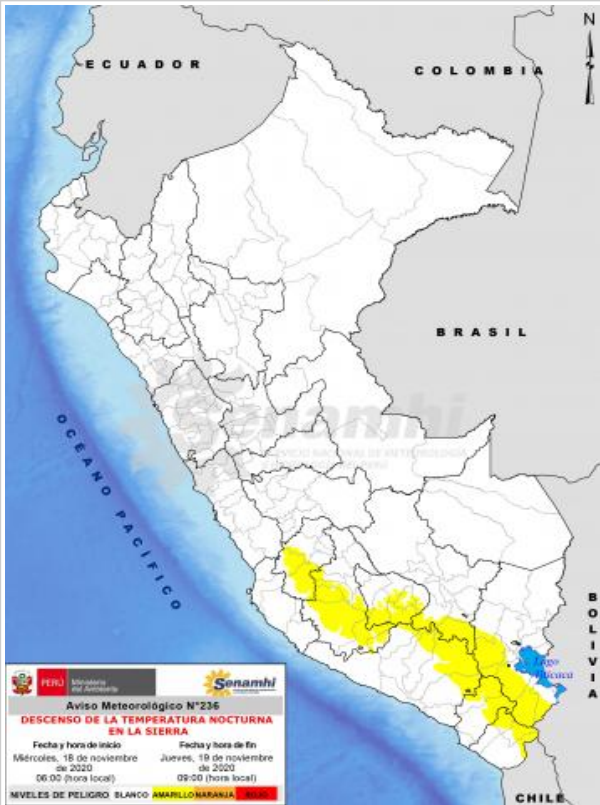 N
ECUADOR
COLOMBIA
BRASIL
Senamhi
OCÉANO PACÍFICO
BOLIVIA
Lago
Titicaca
PERÚ
Ministerio
del Ambiente
Senamhi
Aviso Meteorológico N°236
DESCENSO DE LA TEMPERATURA NOCTURNA
EN LA SIERRA
Fecha y hora de inicio
Miércoles, 18 de noviembre
de 2020
06:00 (hora local)
Fecha y hora de fin
Jueves, 19 de noviembre
de 2020
09:00 (hora local)
NIVELES DE PELIGRO BLANCO AMARILLO NARANJA ROJO
CHILE